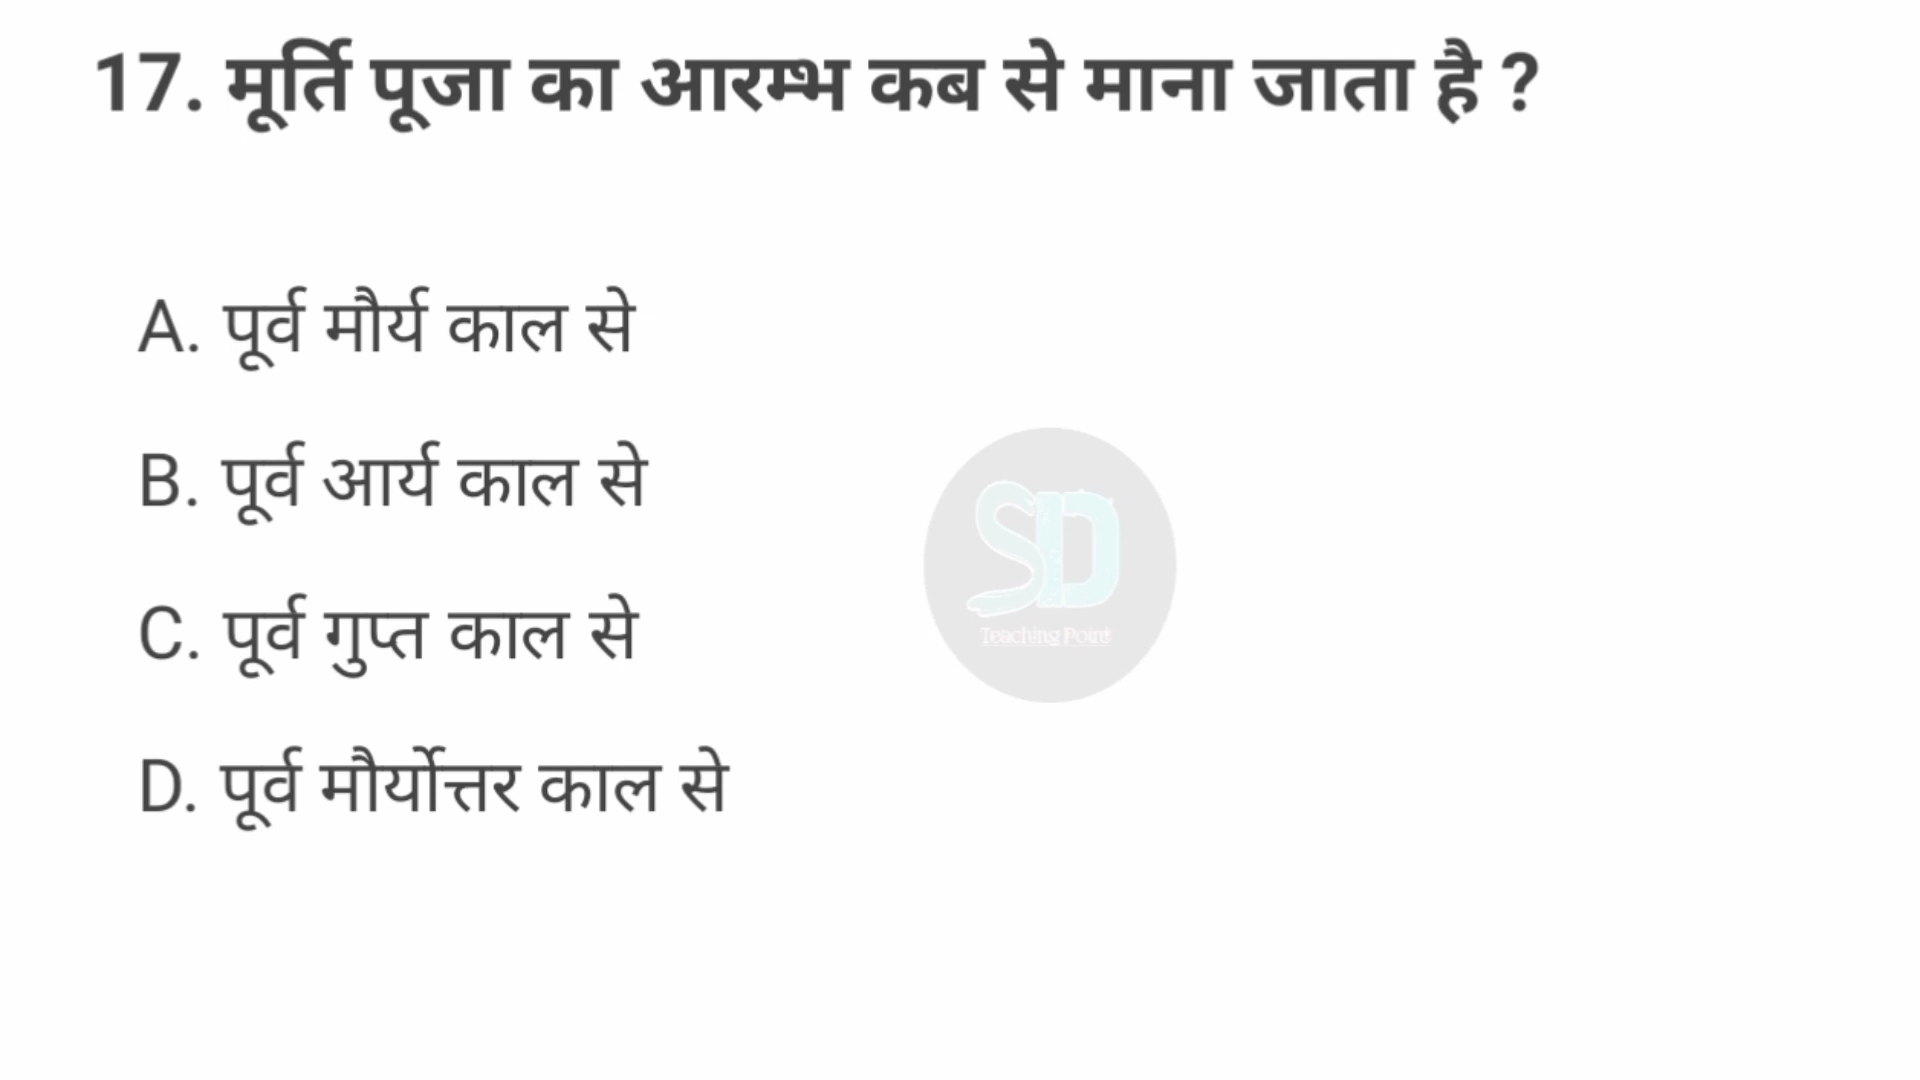 17. मूर्ति पूजा का आरम्भ कब से माना जाता है ?
A. पूर्व मौर्य काल से
B. पूर्व आर्य काल से
SD
Teaching Point
C. पूर्व गुप्त काल से
D. पूर्व मौर्योत्तर काल से